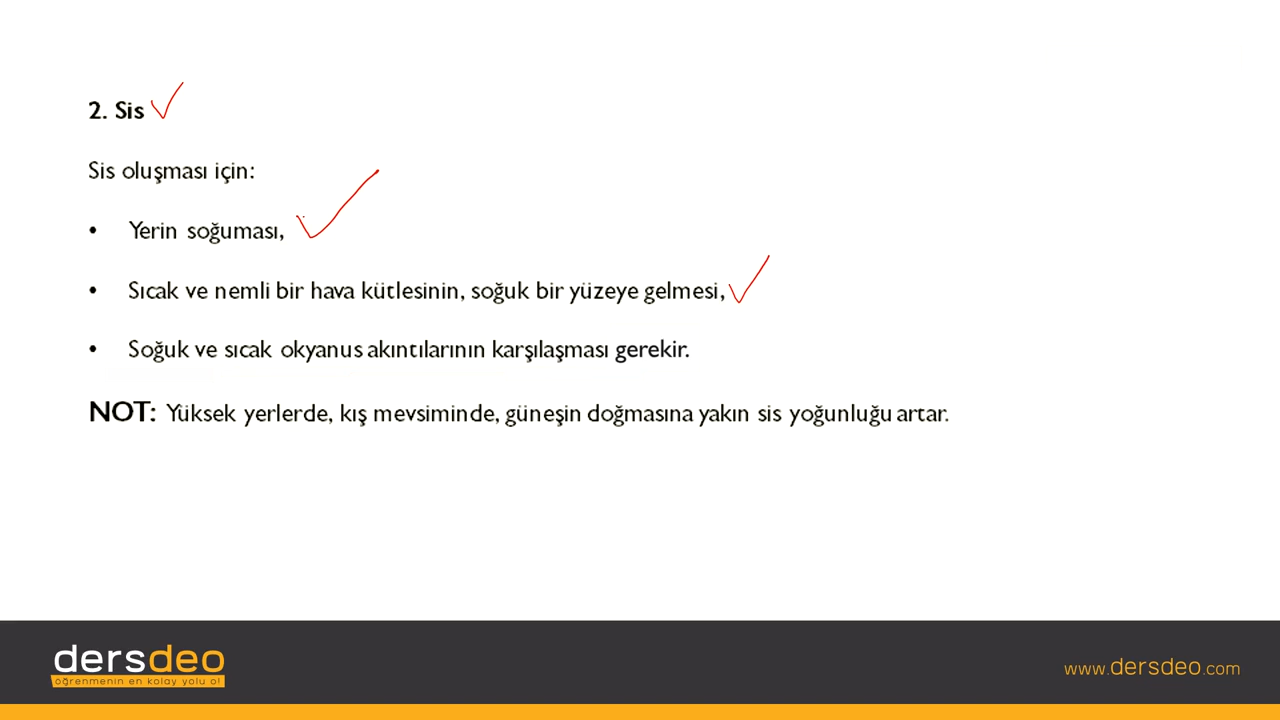 2. Sis
Sis oluşması için:
• Yerin soğuması,
• Sıcak ve nemli bir hava kütlesinin, soğuk bir yüzeye gelmesi,
• Soğuk ve sıcak okyanus akıntılarının karşılaşması gerekir.
NOT: Yüksek yerlerde, kış mevsiminde, güneşin doğmasına yakın sis yoğunluğu artar.
dersdeo
öğrenmenin en kolay yolu o!
www.dersdeo.com